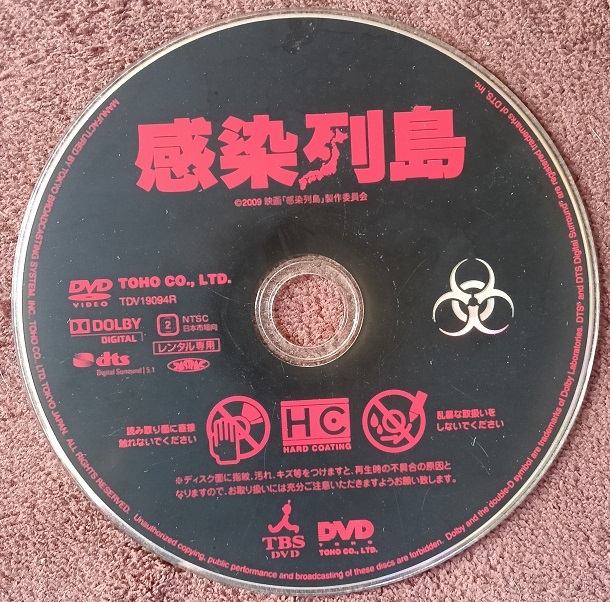 感染列島
©2009 映画「感染列島」製作委員会
DVD VIDEO
TOHO CO., LTD.
TDV19094R
DOLBY DIGITAL
2
NTSC
日本市場向
レンタル専用
dts
Digital Surround | 5.1
読み取り面に直接
触れないでください
HC
HARD COATING
乱暴な取扱いを
しないでください
※ディスク面に指紋、汚れ、キズ等をつけますと、再生時の不具合の原因と
なりますので、お取り扱いには充分ご注意いただきますようお願い致します。
TBS
DVD
DVD
TOHO
TOHO CO., LTD.
MANUFACTURED BY TOKYO BROADCASTING SYSTEM, INC. TOHO CO., LTD. TOKYO JAPAN. ALL RIGHTS RESERVED. Unauthorized copying, public performance and broadcasting of these discs are forbidden. Dolby and the double-D symbol are trademarks of Dolby Laboratories. DTS® and DTS Digital Surround® are registered trademarks of DTS, Inc.